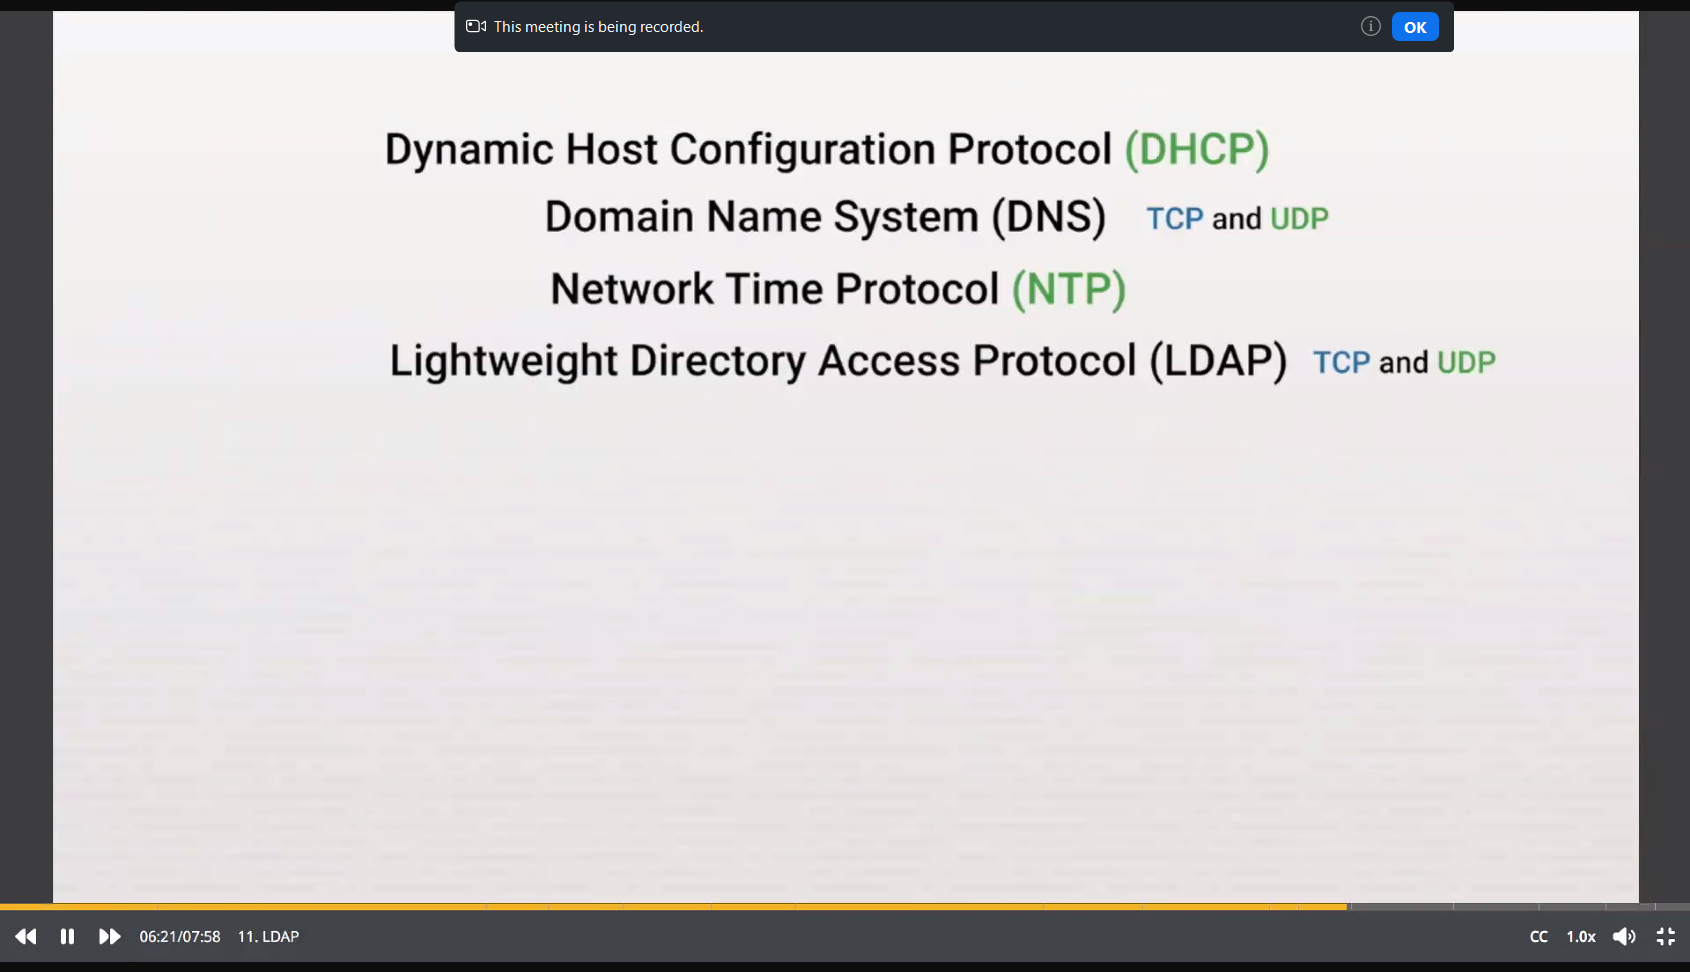 This meeting is being recorded.
OK
Dynamic Host Configuration Protocol (DHCP)
Domain Name System (DNS) TCP and UDP
Network Time Protocol (NTP)
Lightweight Directory Access Protocol (LDAP) TCP and UDP
06:21/07:58 11. LDAP
CC 1.0x